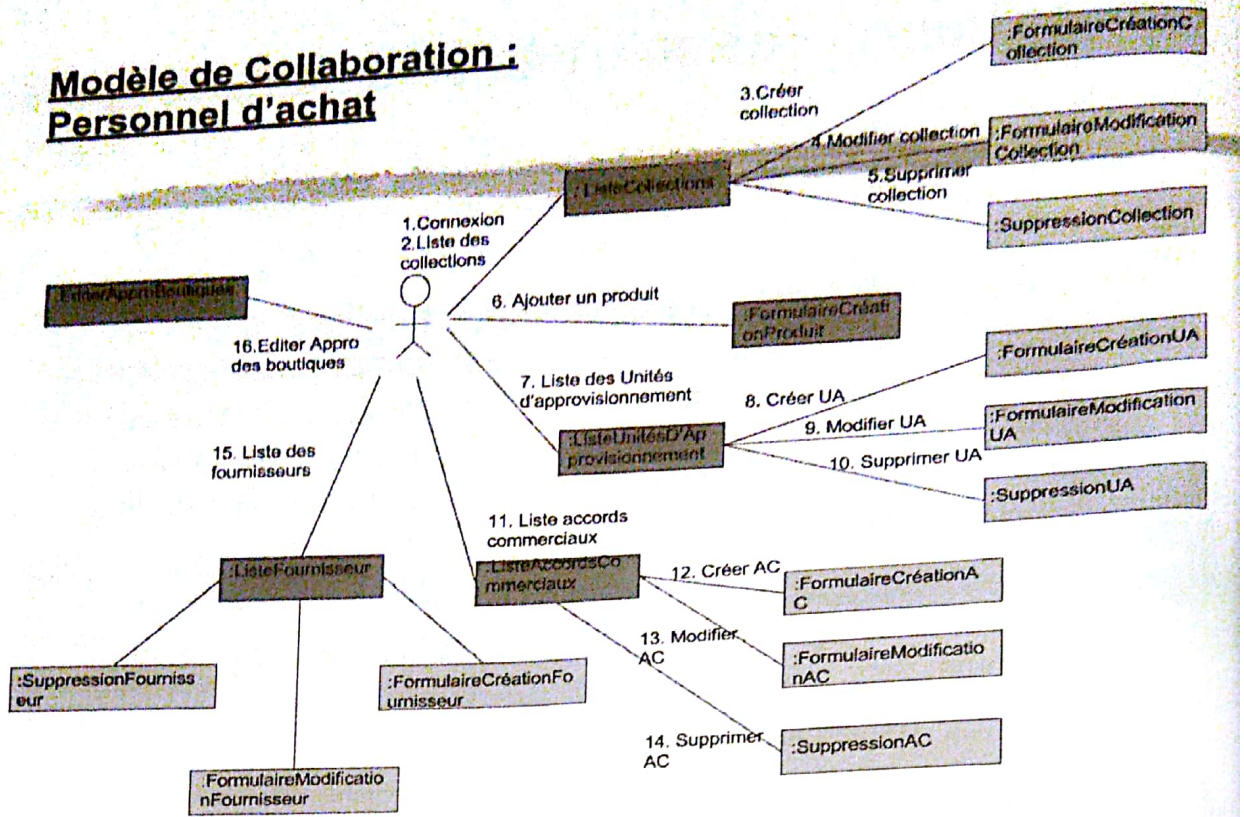 Modèle de Collaboration :
Personnel d'achat
:FormulaireCréationC
ollection
3.Créer
collection
4.Modifier collection
:FormulaireModification
Collection
:ListeCollections
5.Supprimer
collection
:SuppressionCollection
1.Connexion
2.Liste des
collections
EditerApproBoutiques
6. Ajouter un produit
:FormulaireCréati
onProduit
16.Editer Appro
des boutiques
:FormulaireCréationUA
7. Liste des Unités
d'approvisionnement
8. Créer UA
9. Modifier UA
:FormulaireModification
UA
:ListeUnitésD'Ap
provisionnement
10. Supprimer UA
:SuppressionUA
15. Liste des
fournisseurs
11. Liste accords
commerciaux
:ListeFournisseur
:ListeAccordsCo
mmerciaux
12. Créer AC
:FormulaireCréationA
C
13. Modifier
AC
:FormulaireModificatio
nAC
:SuppressionFourniss
eur
:FormulaireCréationFo
urnisseur
14. Supprimer
AC
:SuppressionAC
:FormulaireModificatio
nFournisseur